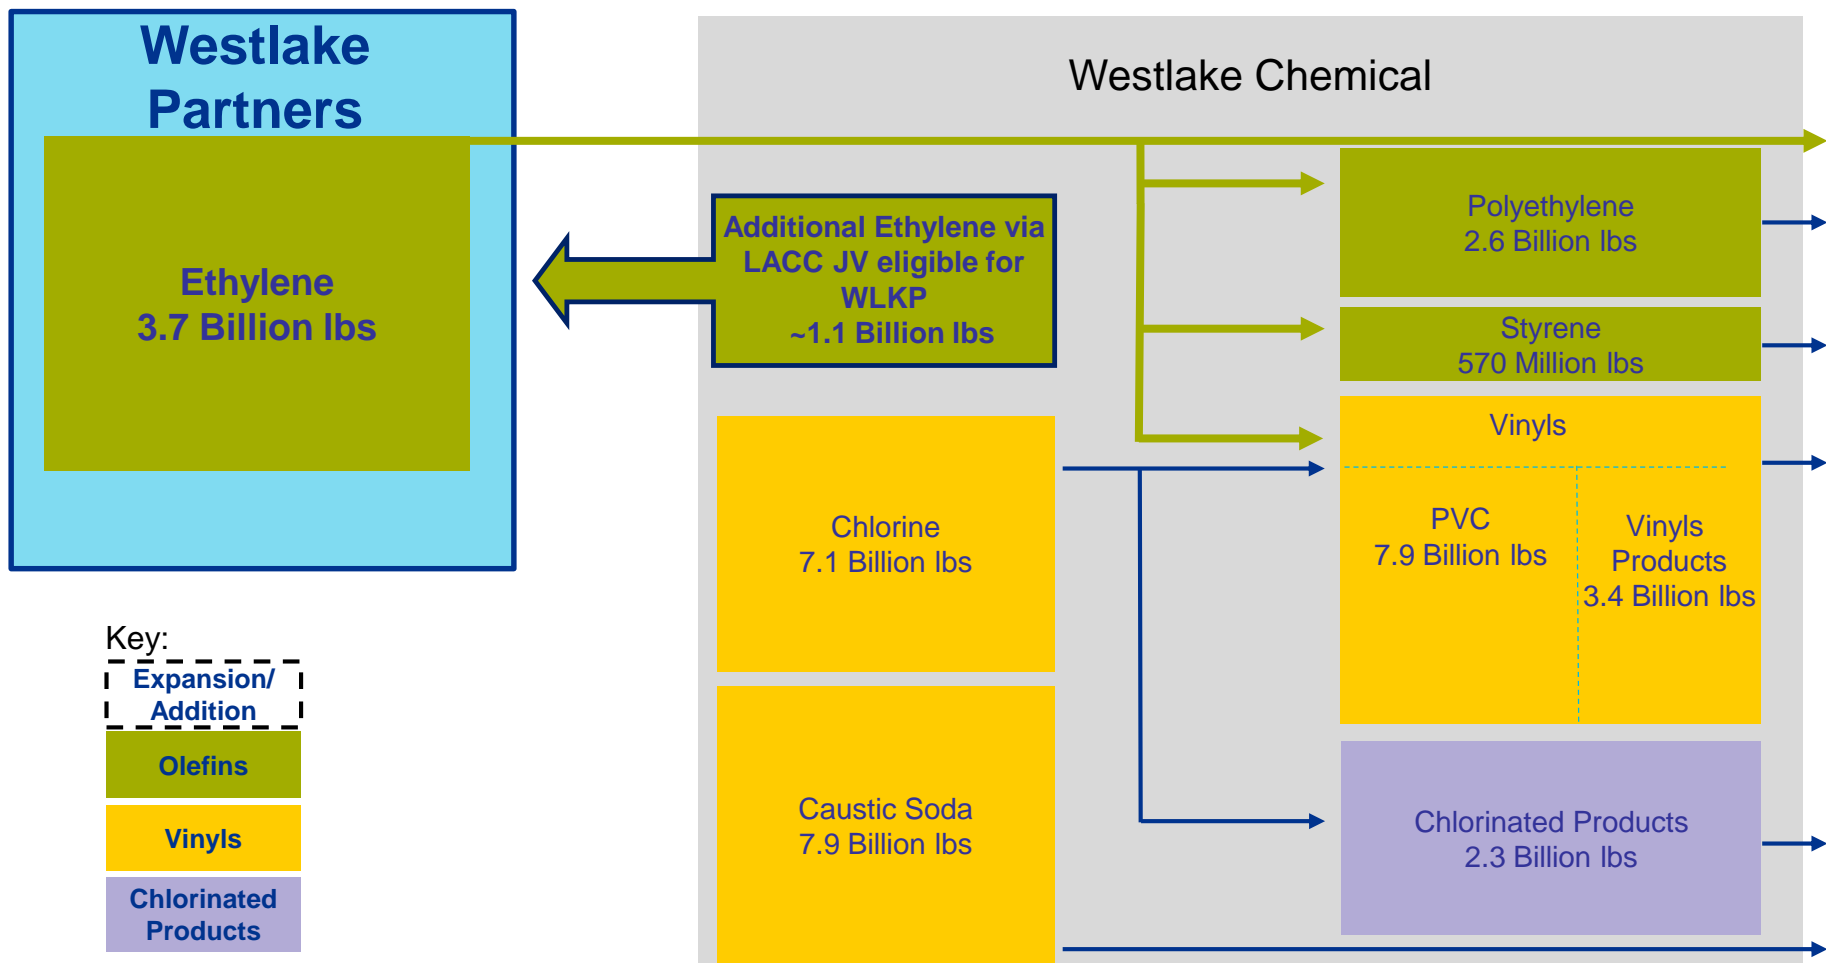 Westlake
Partners
Ethylene
3.7 Billion lbs
Westlake Chemical
Additional Ethylene via
LACC JV eligible for
WLKP
~1.1 Billion lbs
Polyethylene
2.6 Billion lbs
Styrene
570 Million lbs
Vinyls
PVC
7.9 Billion lbs
Vinyls
Products
3.4 Billion lbs
Chlorine
7.1 Billion lbs
Caustic Soda
7.9 Billion lbs
Chlorinated Products
2.3 Billion lbs
Key:
Expansion/
Addition
Olefins
Vinyls
Chlorinated
Products